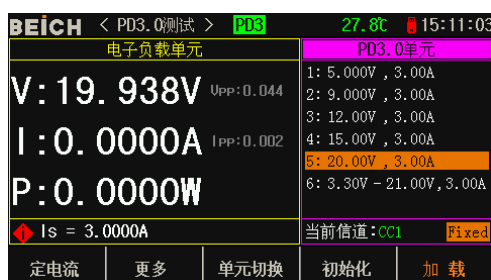 BEICH < PD3.0测试 > PD3 27.8℃ 15:11:03
电子负载单元
V:19.938V Vpp:0.044
I:0.0000A Ipp:0.002
P:0.0000W
Is = 3.0000A
PD3.0单元
1: 5.000V , 3.00A
2: 9.000V , 3.00A
3: 12.00V , 3.00A
4: 15.00V , 3.00A
5: 20.00V , 3.00A
6: 3.30V - 21.00V, 3.00A
当前信道:CC1 Fixed
定电流 更多 单元切换 初始化 加 载